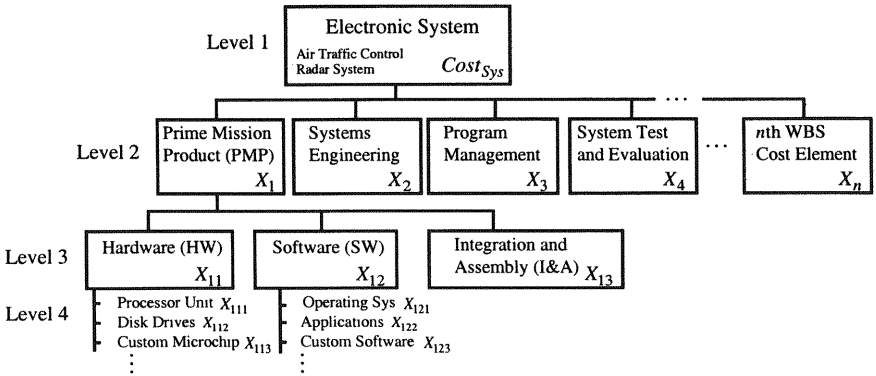 Level 1
Electronic System
Air Traffic Control
Radar System
Cost_Sys
Level 2
Prime Mission
Product (PMP)
X_1
Systems
Engineering
X_2
Program
Management
X_3
System Test
and Evaluation
X_4
...
...
nth WBS
Cost Element
X_n
Level 3
Hardware (HW)
X_11
Software (SW)
X_12
Integration and
Assembly (I&A) X_13
Level 4
Processor Unit X_111
Disk Drives X_112
Custom Microchip X_113
Operating Sys X_121
Applications X_122
Custom Software X_123